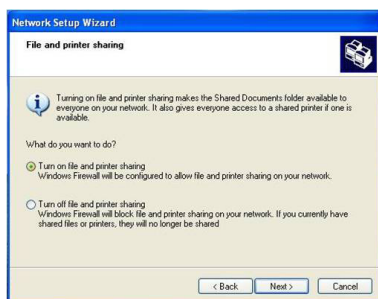 Network Setup Wizard
File and printer sharing
Turning on file and printer sharing makes the Shared Documents folder available to
everyone on your network. It also gives everyone access to a shared printer if one is
available.
What do you want to do?
Turn on file and printer sharing
Windows Firewall will be configured to allow file and printer sharing on your network.
Turn off file and printer sharing
Windows Firewall will block file and printer sharing on your network. If you currently have
shared files or printers, they will no longer be shared
< Back Next > Cancel